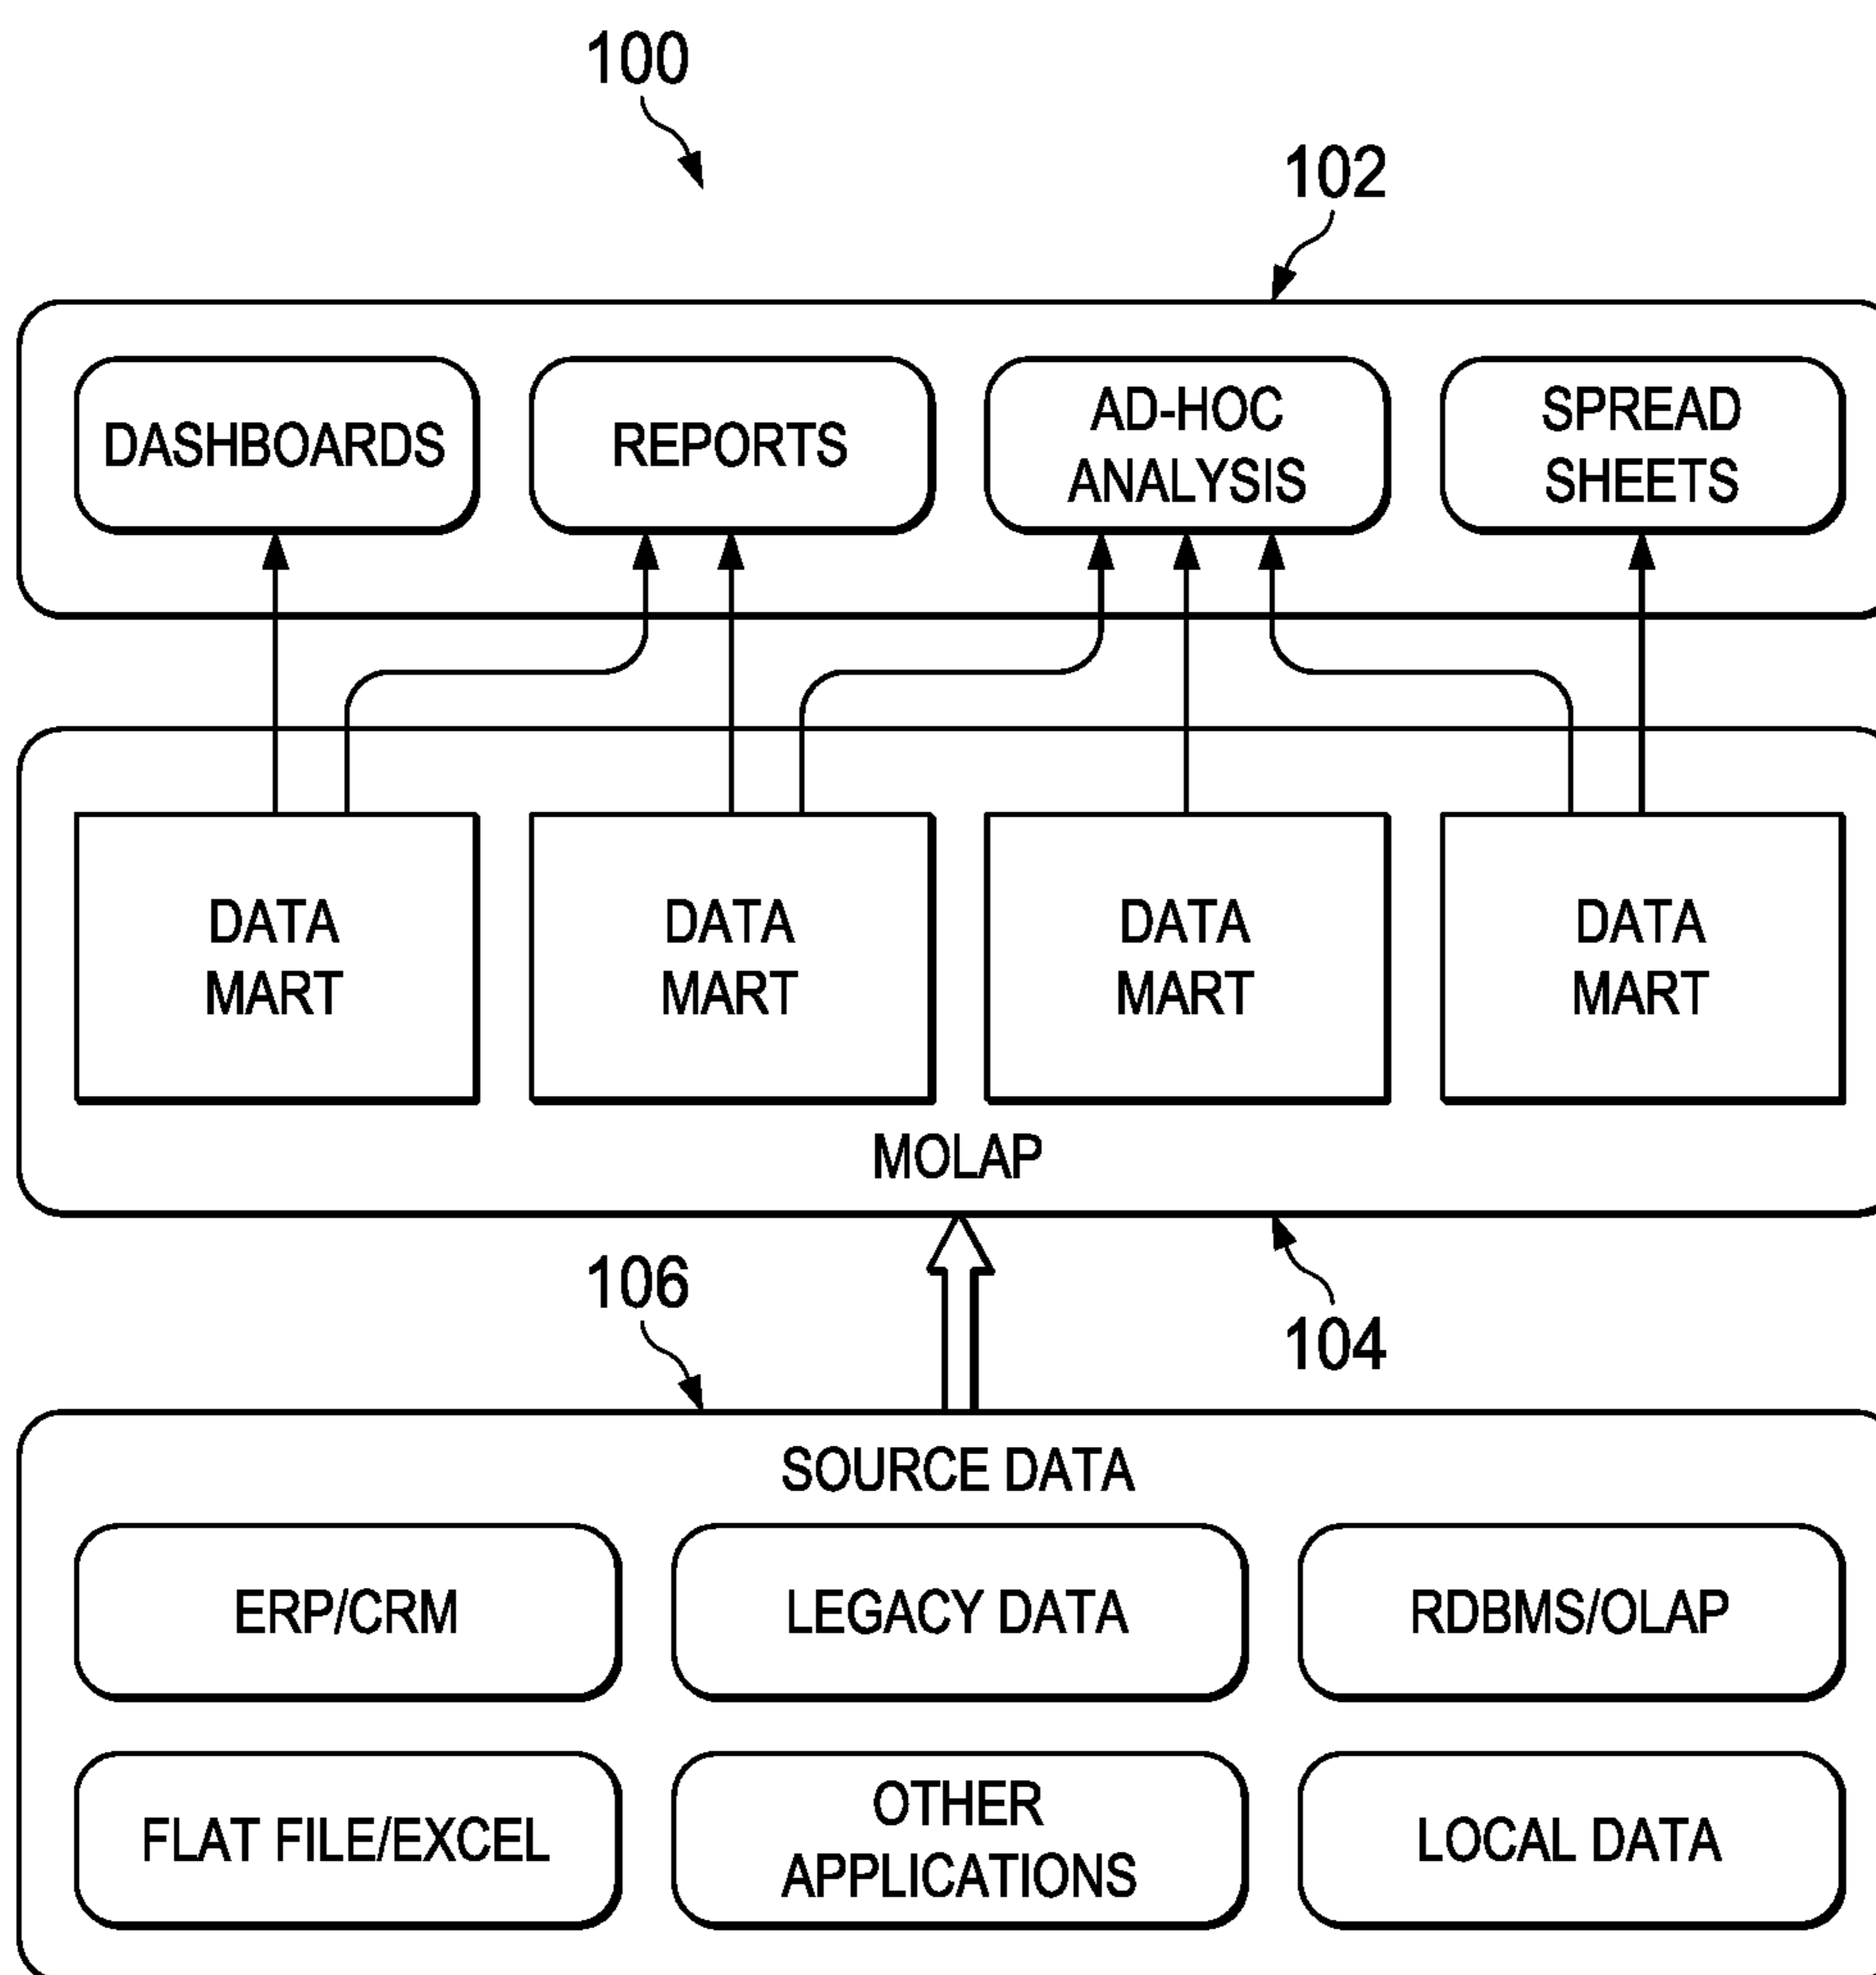 100
102
DASHBOARDS
REPORTS
AD-HOC
ANALYSIS
SPREAD
SHEETS
DATA
MART
DATA
MART
DATA
MART
DATA
MART
MOLAP
106
104
SOURCE DATA
ERP/CRM
LEGACY DATA
RDBMS/OLAP
FLAT FILE/EXCEL
OTHER
APPLICATIONS
LOCAL DATA